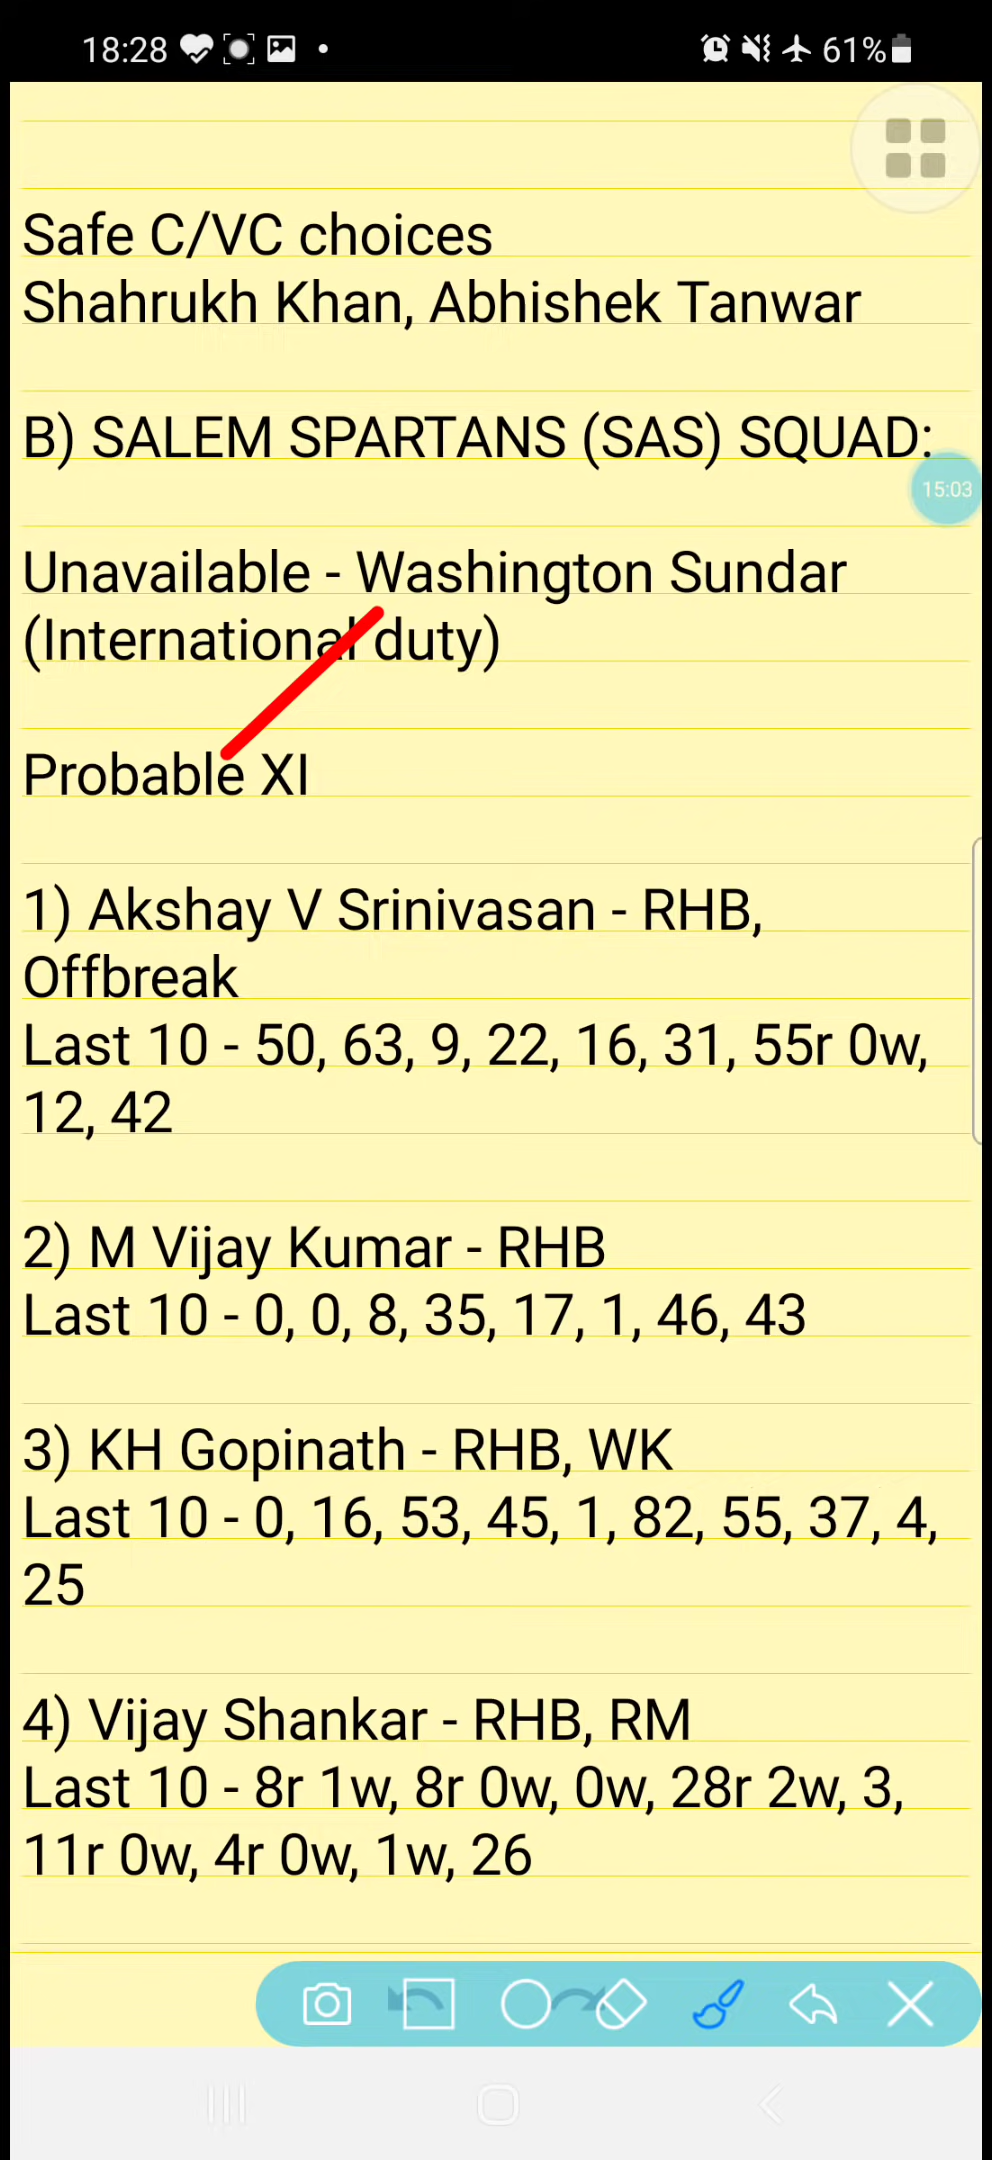 18:28
61%
Safe C/VC choices
Shahrukh Khan, Abhishek Tanwar
B) SALEM SPARTANS (SAS) SQUAD:
15:03
Unavailable - Washington Sundar
(International duty)
Probable XI
1) Akshay V Srinivasan - RHB,
Offbreak
Last 10 - 50, 63, 9, 22, 16, 31, 55r 0w,
12, 42
2) M Vijay Kumar - RHB
Last 10 - 0, 0, 8, 35, 17, 1, 46, 43
3) KH Gopinath - RHB, WK
Last 10 - 0, 16, 53, 45, 1, 82, 55, 37, 4,
25
4) Vijay Shankar - RHB, RM
Last 10 - 8r 1w, 8r 0w, 0w, 28r 2w, 3,
11r 0w, 4r 0w, 1w, 26